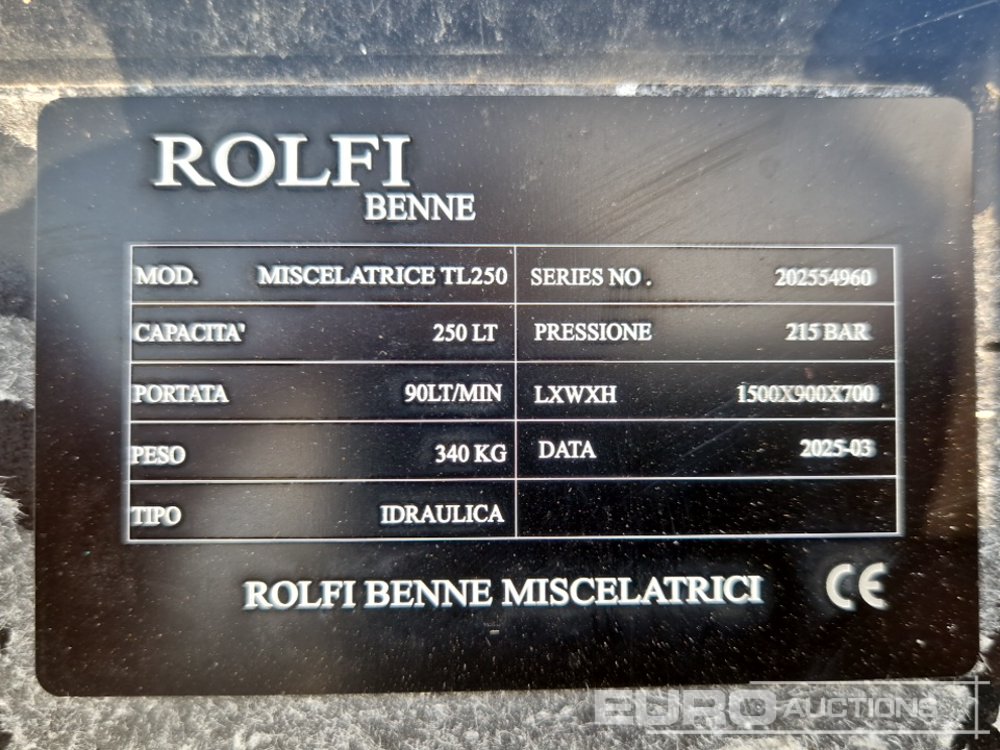 ROLFI
BENNE
MOD. MISCELATRICE TL250 SERIES NO . 202554960
CAPACITA' 250 LT PRESSIONE 215 BAR
PORTATA 90LT/MIN LXWXH 1500X900X700
PESO 340 KG DATA 2025-03
TIPO IDRAULICA
ROLFI BENNE MISCELATRICI CE
EURO AUCTIONS